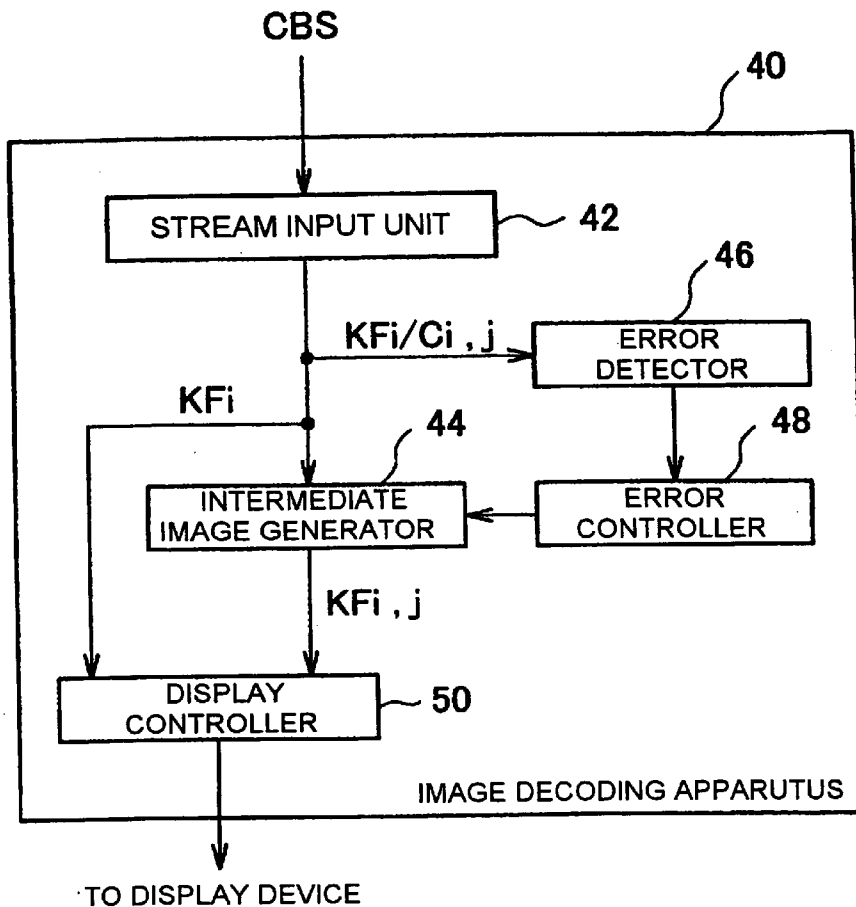 CBS
40
STREAM INPUT UNIT
42
46
KFi/Ci , j
ERROR
DETECTOR
KFi
44
48
INTERMEDIATE
IMAGE GENERATOR
ERROR
CONTROLLER
KFi , j
DISPLAY
CONTROLLER
50
IMAGE DECODING APPARUTUS
TO DISPLAY DEVICE